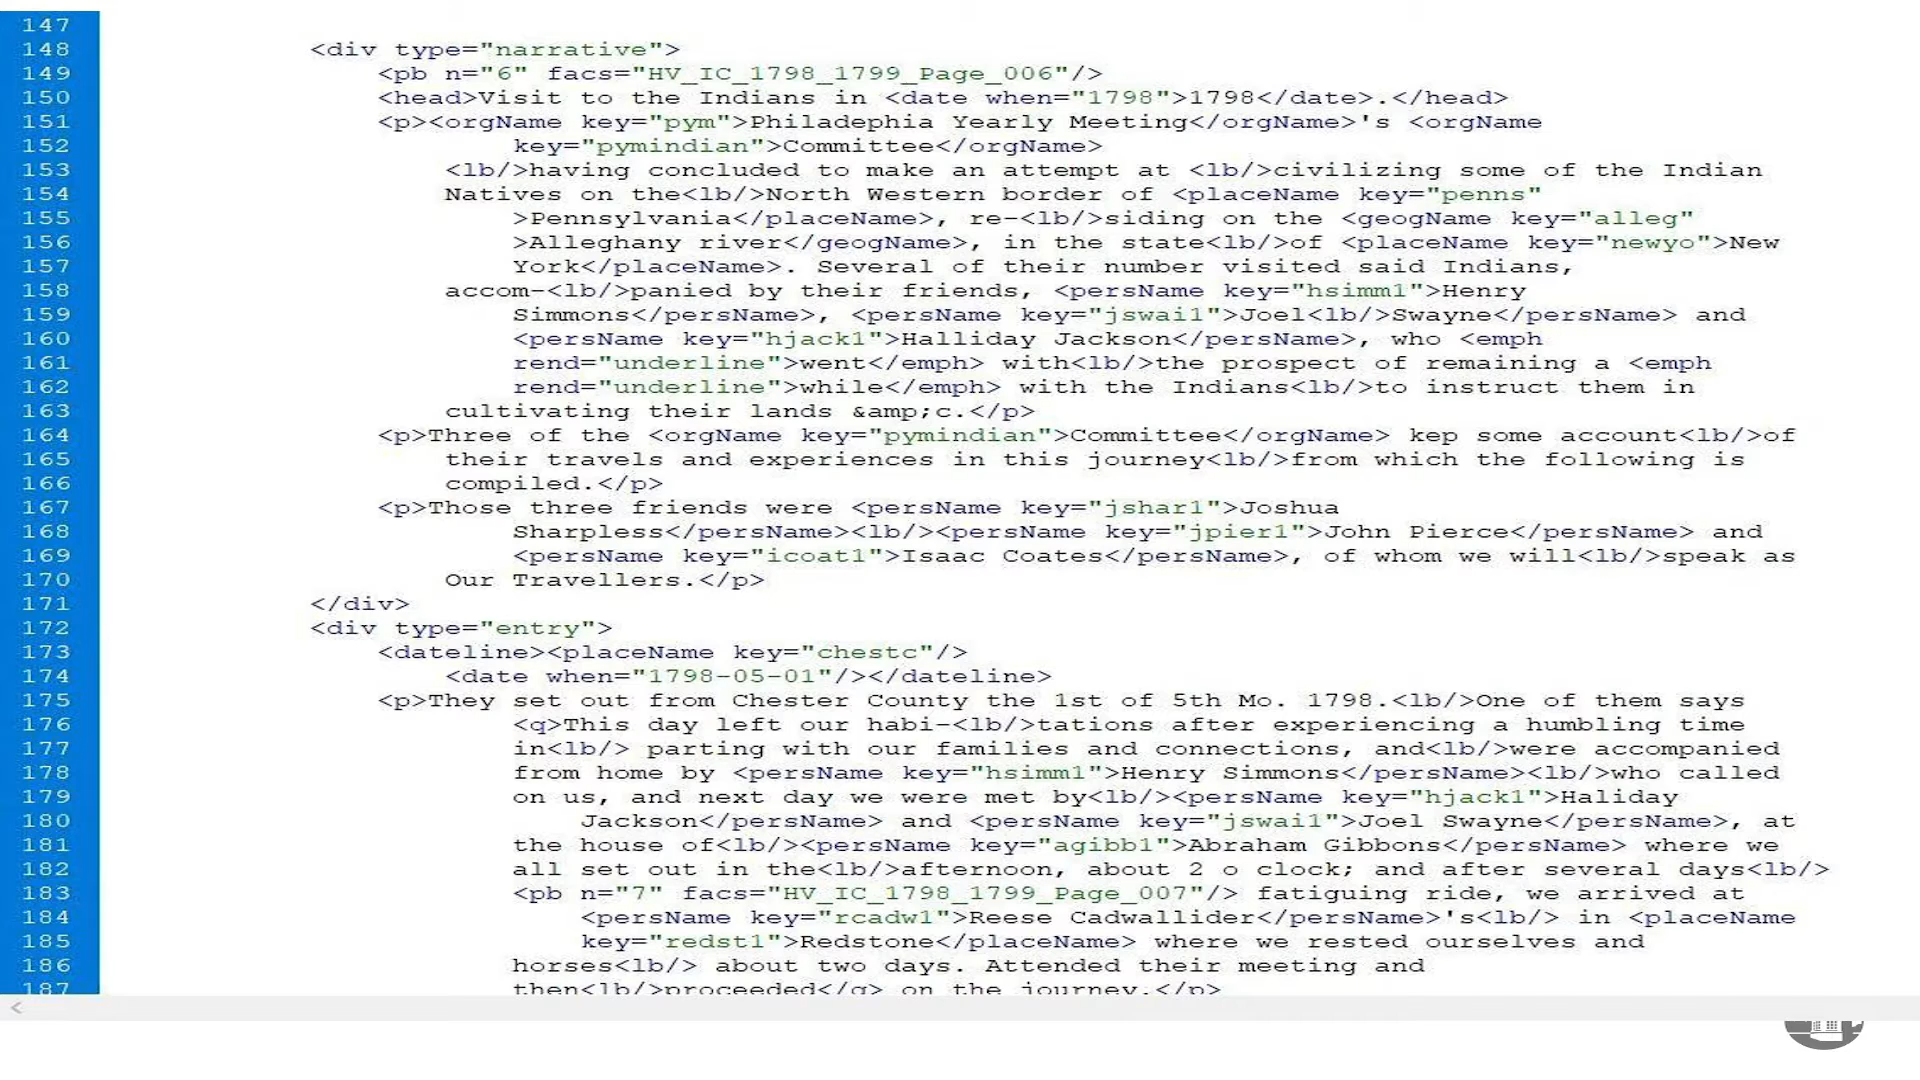 147
148 <div type="narrative">
149 <pb n="6" facs="HV_IC_1798_1799_Page_006"/>
150 <head>Visit to the Indians in <date when="1798">1798</date>.</head>
151 <p><orgName key="pym">Philadephia Yearly Meeting</orgName>'s <orgName
152 key="pymindian">Committee</orgName>
153 <lb/>having concluded to make an attempt at <lb/>civilizing some of the Indian
154 Natives on the<lb/>North Western border of <placeName key="penns"
155 >Pennsylvania</placeName>, re-<lb/>siding on the <geogName key="alleg"
156 >Alleghany river</geogName>, in the state<lb/>of <placeName key="newyo">New
157 York</placeName>. Several of their number visited said Indians,
158 accom-<lb/>panied by their friends, <persName key="hsimm1">Henry
159 Simmons</persName>, <persName key="jswai1">Joel<lb/>Swayne</persName> and
160 <persName key="hjack1">Halliday Jackson</persName>, who <emph
161 rend="underline">went</emph> with<lb/>the prospect of remaining a <emph
162 rend="underline">while</emph> with the Indians<lb/>to instruct them in
163 cultivating their lands &amp;c.</p>
164 <p>Three of the <orgName key="pymindian">Committee</orgName> kep some account<lb/>of
165 their travels and experiences in this journey<lb/>from which the following is
166 compiled.</p>
167 <p>Those three friends were <persName key="jshar1">Joshua
168 Sharpless</persName><lb/><persName key="jpier1">John Pierce</persName> and
169 <persName key="icoat1">Isaac Coates</persName>, of whom we will<lb/>speak as
170 Our Travellers.</p>
171 </div>
172 <div type="entry">
173 <dateline><placeName key="chestc"/>
174 <date when="1798-05-01"/></dateline>
175 <p>They set out from Chester County the 1st of 5th Mo. 1798.<lb/>One of them says
176 <q>This day left our habi-<lb/>tations after experiencing a humbling time
177 in<lb/> parting with our families and connections, and<lb/>were accompanied
178 from home by <persName key="hsimm1">Henry Simmons</persName><lb/>who called
179 on us, and next day we were met by<lb/><persName key="hjack1">Haliday
180 Jackson</persName> and <persName key="jswai1">Joel Swayne</persName>, at
181 the house of<lb/><persName key="agibb1">Abraham Gibbons</persName> where we
182 all set out in the<lb/>afternoon, about 2 o clock; and after several days<lb/>
183 <pb n="7" facs="HV_IC_1798_1799_Page_007"/> fatiguing ride, we arrived at
184 <persName key="rcadw1">Reese Cadwallider</persName>'s<lb/> in <placeName
185 key="redst1">Redstone</placeName> where we rested ourselves and
186 horses<lb/> about two days. Attended their meeting and
187 then<lb/>proceeded</q> on the journey.</p>